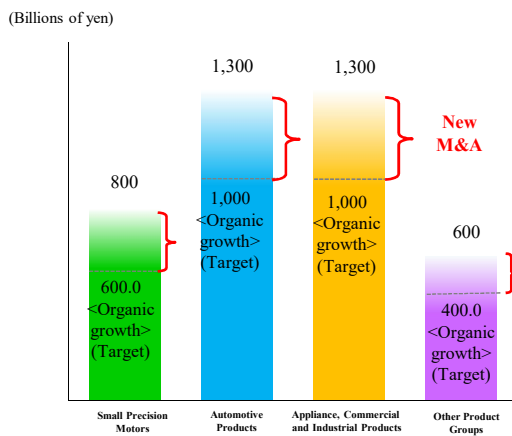 (Billions of yen)
1,300
1,300
New
M&A
800
600
1,000
<Organic
growth>
(Target)
1,000
<Organic
growth>
(Target)
600.0
<Organic
growth>
(Target)
400.0
<Organic
growth>
(Target)
Small Precision
Motors
Automotive
Products
Appliance, Commercial
and Industrial Products
Other Product
Groups